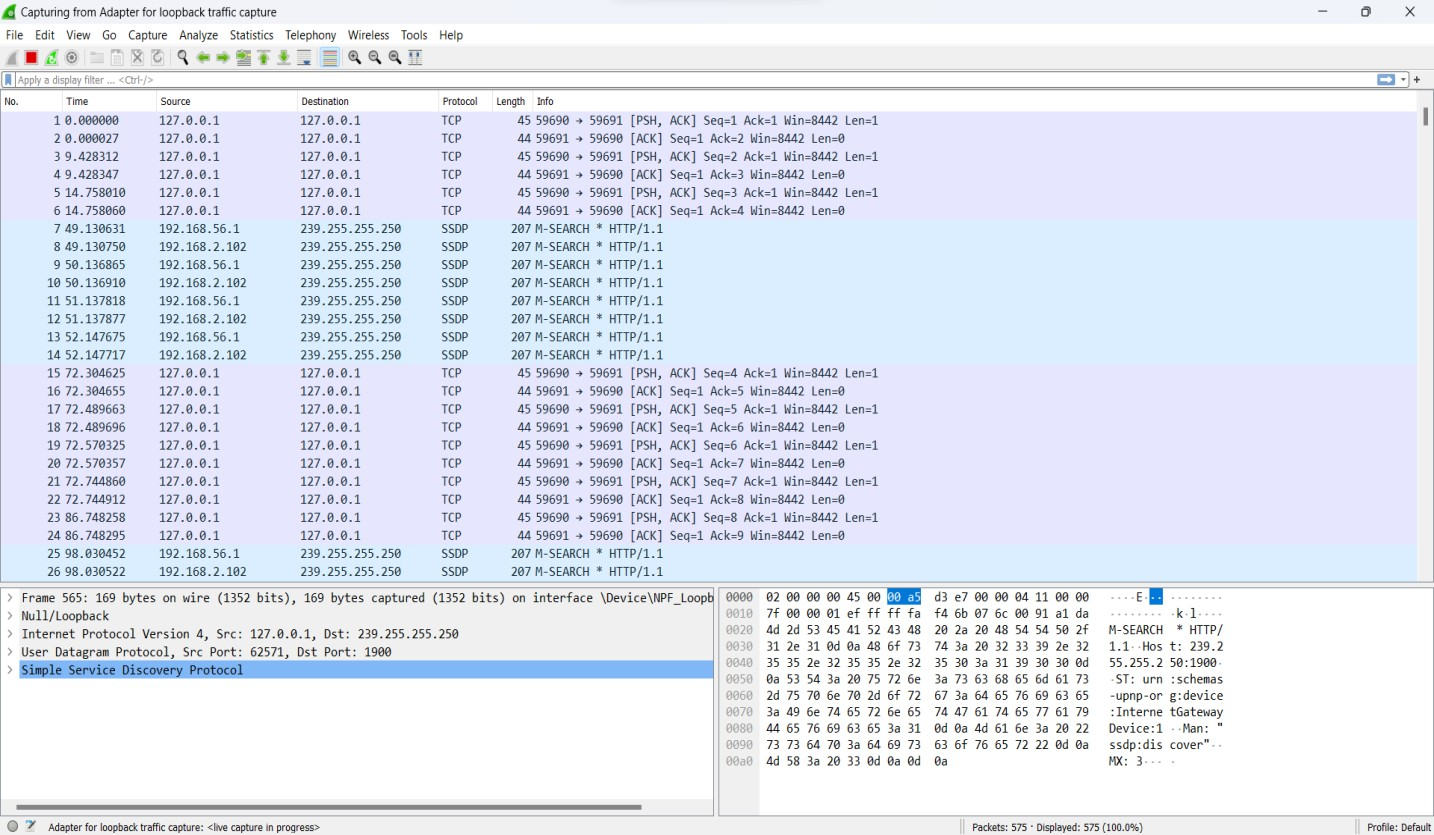 Capturing from Adapter for loopback traffic capture
File Edit View Go Capture Analyze Statistics Telephony Wireless Tools Help
Apply a display filter ... <Ctrl-/>
No. Time Source Destination Protocol Length Info
1 0.000000 127.0.0.1 127.0.0.1 TCP 45 59690 → 59691 [PSH, ACK] Seq=1 Ack=1 Win=8442 Len=1
2 0.000027 127.0.0.1 127.0.0.1 TCP 44 59691 → 59690 [ACK] Seq=1 Ack=2 Win=8442 Len=0
3 9.428312 127.0.0.1 127.0.0.1 TCP 45 59690 → 59691 [PSH, ACK] Seq=2 Ack=1 Win=8442 Len=1
4 9.428347 127.0.0.1 127.0.0.1 TCP 44 59691 → 59690 [ACK] Seq=1 Ack=3 Win=8442 Len=0
5 14.758010 127.0.0.1 127.0.0.1 TCP 45 59690 → 59691 [PSH, ACK] Seq=3 Ack=1 Win=8442 Len=1
6 14.758060 127.0.0.1 127.0.0.1 TCP 44 59691 → 59690 [ACK] Seq=1 Ack=4 Win=8442 Len=0
7 49.130631 192.168.56.1 239.255.255.250 SSDP 207 M-SEARCH * HTTP/1.1
8 49.130750 192.168.2.102 239.255.255.250 SSDP 207 M-SEARCH * HTTP/1.1
9 50.136865 192.168.56.1 239.255.255.250 SSDP 207 M-SEARCH * HTTP/1.1
10 50.136910 192.168.2.102 239.255.255.250 SSDP 207 M-SEARCH * HTTP/1.1
11 51.137818 192.168.56.1 239.255.255.250 SSDP 207 M-SEARCH * HTTP/1.1
12 51.137877 192.168.2.102 239.255.255.250 SSDP 207 M-SEARCH * HTTP/1.1
13 52.147675 192.168.56.1 239.255.255.250 SSDP 207 M-SEARCH * HTTP/1.1
14 52.147717 192.168.2.102 239.255.255.250 SSDP 207 M-SEARCH * HTTP/1.1
15 72.304625 127.0.0.1 127.0.0.1 TCP 45 59690 → 59691 [PSH, ACK] Seq=4 Ack=1 Win=8442 Len=1
16 72.304655 127.0.0.1 127.0.0.1 TCP 44 59691 → 59690 [ACK] Seq=1 Ack=5 Win=8442 Len=0
17 72.489663 127.0.0.1 127.0.0.1 TCP 45 59690 → 59691 [PSH, ACK] Seq=5 Ack=1 Win=8442 Len=1
18 72.489696 127.0.0.1 127.0.0.1 TCP 44 59691 → 59690 [ACK] Seq=1 Ack=6 Win=8442 Len=0
19 72.570325 127.0.0.1 127.0.0.1 TCP 45 59690 → 59691 [PSH, ACK] Seq=6 Ack=1 Win=8442 Len=1
20 72.570357 127.0.0.1 127.0.0.1 TCP 44 59691 → 59690 [ACK] Seq=1 Ack=7 Win=8442 Len=0
21 72.744860 127.0.0.1 127.0.0.1 TCP 45 59690 → 59691 [PSH, ACK] Seq=7 Ack=1 Win=8442 Len=1
22 72.744912 127.0.0.1 127.0.0.1 TCP 44 59691 → 59690 [ACK] Seq=1 Ack=8 Win=8442 Len=0
23 86.748258 127.0.0.1 127.0.0.1 TCP 45 59690 → 59691 [PSH, ACK] Seq=8 Ack=1 Win=8442 Len=1
24 86.748295 127.0.0.1 127.0.0.1 TCP 44 59691 → 59690 [ACK] Seq=1 Ack=9 Win=8442 Len=0
25 98.030452 192.168.56.1 239.255.255.250 SSDP 207 M-SEARCH * HTTP/1.1
26 98.030522 192.168.2.102 239.255.255.250 SSDP 207 M-SEARCH * HTTP/1.1
Frame 565: 169 bytes on wire (1352 bits), 169 bytes captured (1352 bits) on interface \Device\NPF_Loopb
Null/Loopback
Internet Protocol Version 4, Src: 127.0.0.1, Dst: 239.255.255.250
User Datagram Protocol, Src Port: 62571, Dst Port: 1900
Simple Service Discovery Protocol
0000 02 00 00 00 45 00 00 a5 d3 e7 00 00 04 11 00 00 ····E··· ········
0010 7f 00 00 01 ef ff ff fa f4 6b 07 6c 00 91 a1 da ········ ·k·l····
0020 4d 2d 53 45 41 52 43 48 20 2a 20 48 54 54 50 2f M-SEARCH * HTTP/
0030 31 2e 31 0d 0a 48 6f 73 74 3a 20 32 33 39 2e 32 1.1··Hos t: 239.2
0040 35 35 2e 32 35 35 2e 32 35 30 3a 31 39 30 30 0d 55.255.2 50:1900·
0050 0a 53 54 3a 20 75 72 6e 3a 73 63 68 65 6d 61 73 ·ST: urn :schemas
0060 2d 75 70 6e 70 2d 6f 72 67 3a 64 65 76 69 63 65 -upnp-or g:device
0070 3a 49 6e 74 65 72 6e 65 74 47 61 74 65 77 61 79 :Interne tGateway
0080 44 65 76 69 63 65 3a 31 0d 0a 4d 61 6e 3a 20 22 Device:1 ··Man: "
0090 73 73 64 70 3a 64 69 73 63 6f 76 65 72 22 0d 0a ssdp:dis cover"··
00a0 4d 58 3a 20 33 0d 0a 0d 0a MX: 3··· ·
Adapter for loopback traffic capture: <live capture in progress>
Packets: 575 · Displayed: 575 (100.0%)
Profile: Default